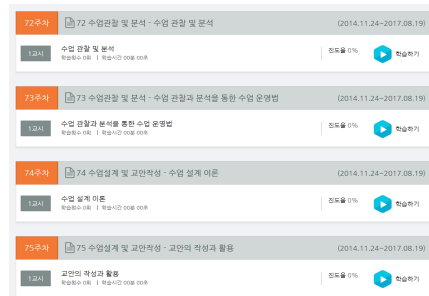 72주차 72 수업관찰 및 분석 - 수업 관찰 및 분석 (2014.11.24~2017.08.19)
1교시 수업 관찰 및 분석 진도율 0% 학습하기
학습횟수 0회 | 학습시간 00분 00초
73주차 73 수업관찰 및 분석 - 수업 관찰과 분석을 통한 수업 운영법 (2014.11.24~2017.08.19)
1교시 수업 관찰과 분석을 통한 수업 운영법 진도율 0% 학습하기
학습횟수 0회 | 학습시간 00분 00초
74주차 74 수업설계 및 교안작성 - 수업 설계 이론 (2014.11.24~2017.08.19)
1교시 수업 설계 이론 진도율 0% 학습하기
학습횟수 0회 | 학습시간 00분 00초
75주차 75 수업설계 및 교안작성 - 교안의 작성과 활용 (2014.11.24~2017.08.19)
1교시 교안의 작성과 활용 진도율 0% 학습하기
학습횟수 0회 | 학습시간 00분 00초